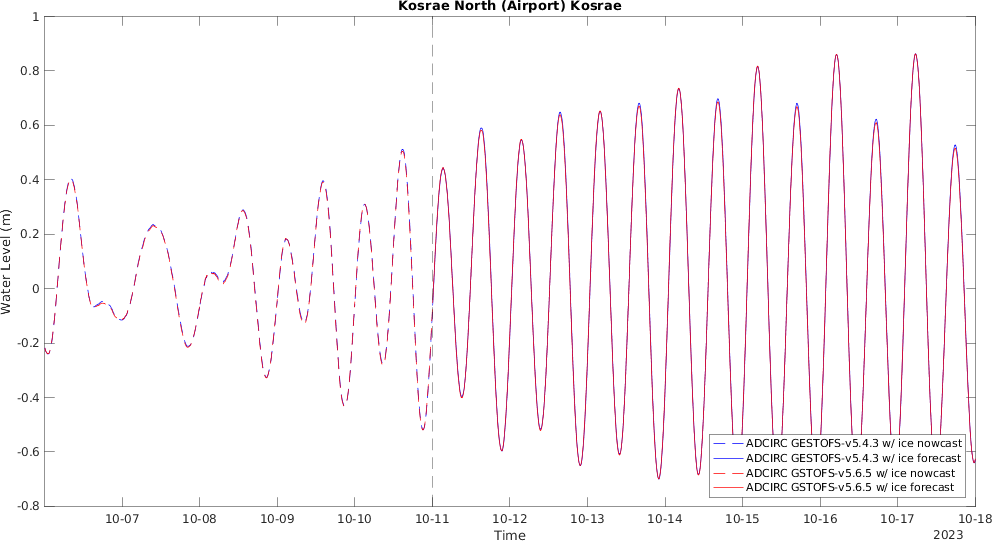 Kosrae North (Airport) Kosrae
1
0.8
0.6
0.4
0.2
0
-0.2
-0.4
-0.6
-0.8
Water Level (m)
ADCIRC GESTOFS-v5.4.3 w/ ice nowcast
ADCIRC GESTOFS-v5.4.3 w/ ice forecast
ADCIRC GSTOFS-v5.6.5 w/ ice nowcast
ADCIRC GSTOFS-v5.6.5 w/ ice forecast
10-07 10-08 10-09 10-10 10-11 10-12 10-13 10-14 10-15 10-16 10-17 10-18
Time 2023